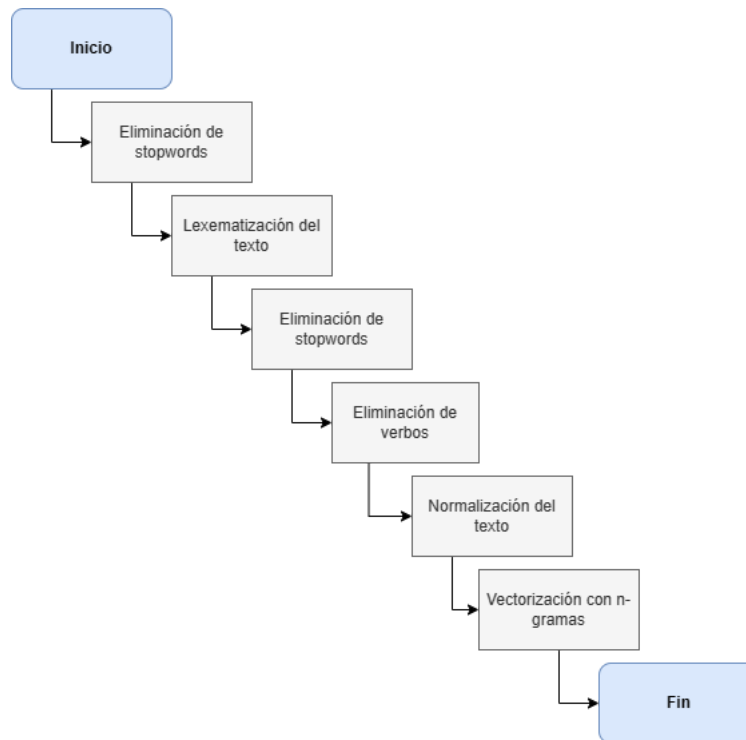 Inicio
Eliminación de
stopwords
Lexematización del
texto
Eliminación de
stopwords
Eliminación de
verbos
Normalización del
texto
Vectorización con n-
gramas
Fin